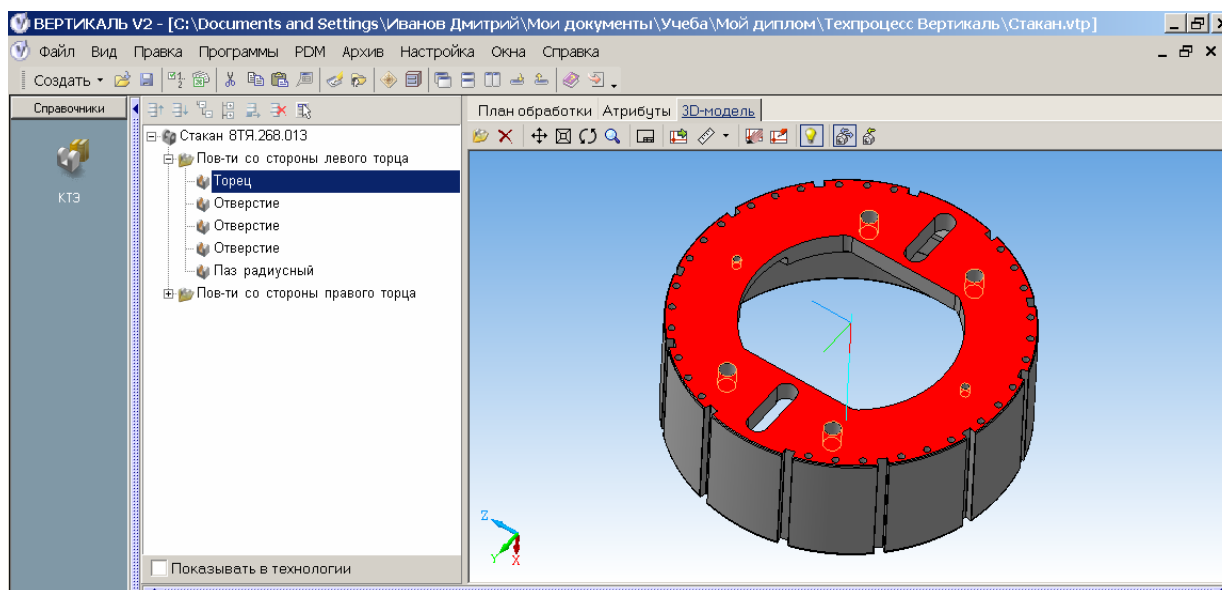 ВЕРТИКАЛЬ V2 - [C:\Documents and Settings\Иванов Дмитрий\Мои документы\Учеба\Мой диплом\Техпроцесс Вертикаль\Стакан.vtp]
Файл Вид Правка Программы PDM Архив Настройка Окна Справка
Создать
Справочники
КТЭ
Стакан 8ТЯ.268.013
Пов-ти со стороны левого торца
Торец
Отверстие
Отверстие
Отверстие
Паз радиусный
Пов-ти со стороны правого торца
Показывать в технологии
План обработки Атрибуты 3D-модель
Z
Y X